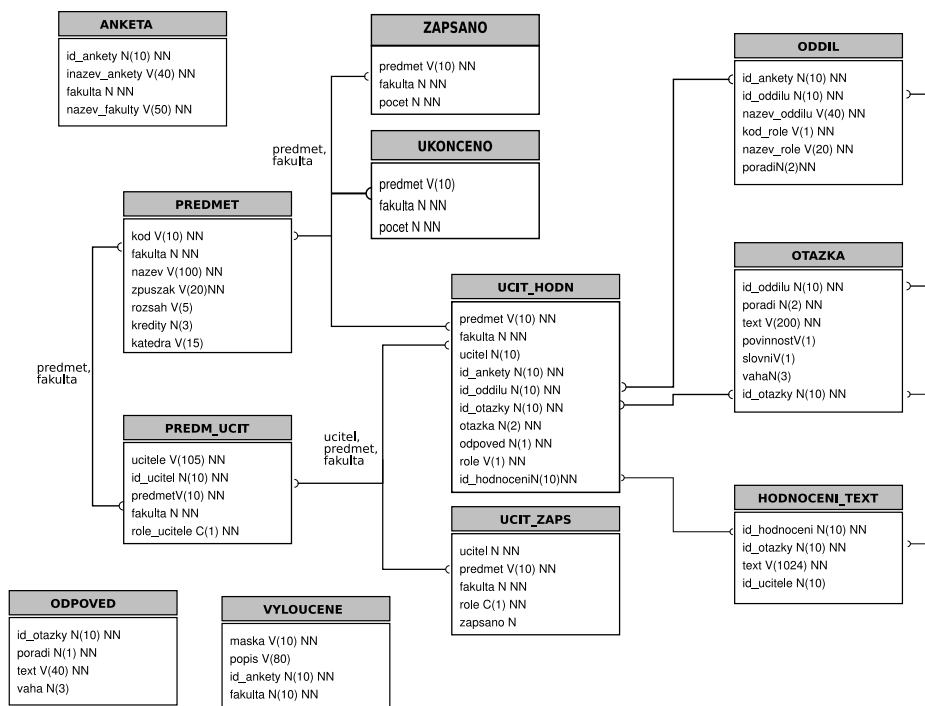 ANKETA
id_ankety N(10) NN
inazev_ankety V(40) NN
fakulta N NN
nazev_fakulty V(50) NN
ZAPSANO
predmet V(10) NN
fakulta N NN
pocet N NN
ODDIL
id_ankety N(10) NN
id_oddilu N(10) NN
nazev_oddilu V(40) NN
kod_role V(1) NN
nazev_role V(20) NN
poradiN(2)NN
predmet,
fakulta
UKONCENO
predmet V(10)
fakulta N NN
pocet N NN
PREDMET
kod V(10) NN
fakulta N NN
nazev V(100) NN
zpuszak V(20)NN
rozsah V(5)
kredity N(3)
katedra V(15)
OTAZKA
id_oddilu N(10) NN
poradi N(2) NN
text V(200) NN
povinnostV(1)
slovniV(1)
vahaN(3)
id_otazky N(10) NN
UCIT_HODN
predmet V(10) NN
fakulta N NN
ucitel N(10)
id_ankety N(10) NN
id_oddilu N(10) NN
id_otazky N(10) NN
otazka N(2) NN
odpoved N(1) NN
role V(1) NN
id_hodnoceniN(10)NN
predmet,
fakulta
PREDM_UCIT
ucitele V(105) NN
id_ucitel N(10) NN
predmetV(10) NN
fakulta N NN
role_ucitele C(1) NN
ucitel,
predmet,
fakulta
HODNOCENI_TEXT
id_hodnoceni N(10) NN
id_otazky N(10) NN
text V(1024) NN
id_ucitele N(10)
UCIT_ZAPS
ucitel N NN
predmet V(10) NN
fakulta N NN
role C(1) NN
zapsano N
ODPOVED
id_otazky N(10) NN
poradi N(1) NN
text V(40) NN
vaha N(3)
VYLOUCENE
maska V(10) NN
popis V(80)
id_ankety N(10) NN
fakulta N(10) NN